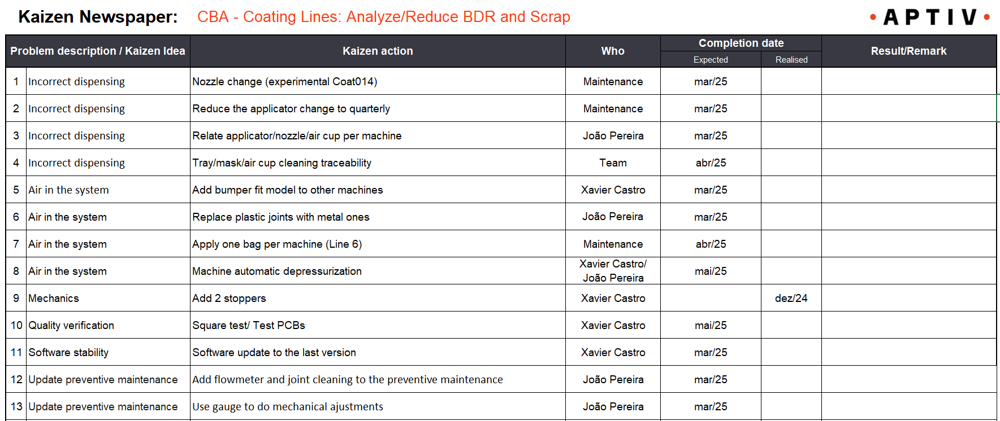 Kaizen Newspaper: CBA - Coating Lines: Analyze/Reduce BDR and Scrap • APTIV •
Problem description / Kaizen Idea Kaizen action Who Completion date Result/Remark
Expected Realised
1 Incorrect dispensing Nozzle change (experimental Coat014) Maintenance mar/25
2 Incorrect dispensing Reduce the applicator change to quarterly Maintenance mar/25
3 Incorrect dispensing Relate applicator/nozzle/air cup per machine João Pereira mar/25
4 Incorrect dispensing Tray/mask/air cup cleaning traceability Team abr/25
5 Air in the system Add bumper fit model to other machines Xavier Castro mar/25
6 Air in the system Replace plastic joints with metal ones João Pereira mar/25
7 Air in the system Apply one bag per machine (Line 6) Maintenance abr/25
8 Air in the system Machine automatic depressurization Xavier Castro/ João Pereira mai/25
9 Mechanics Add 2 stoppers Xavier Castro dez/24
10 Quality verification Square test/ Test PCBs Xavier Castro mai/25
11 Software stability Software update to the last version Xavier Castro mar/25
12 Update preventive maintenance Add flowmeter and joint cleaning to the preventive maintenance João Pereira mar/25
13 Update preventive maintenance Use gauge to do mechanical ajustments João Pereira mar/25